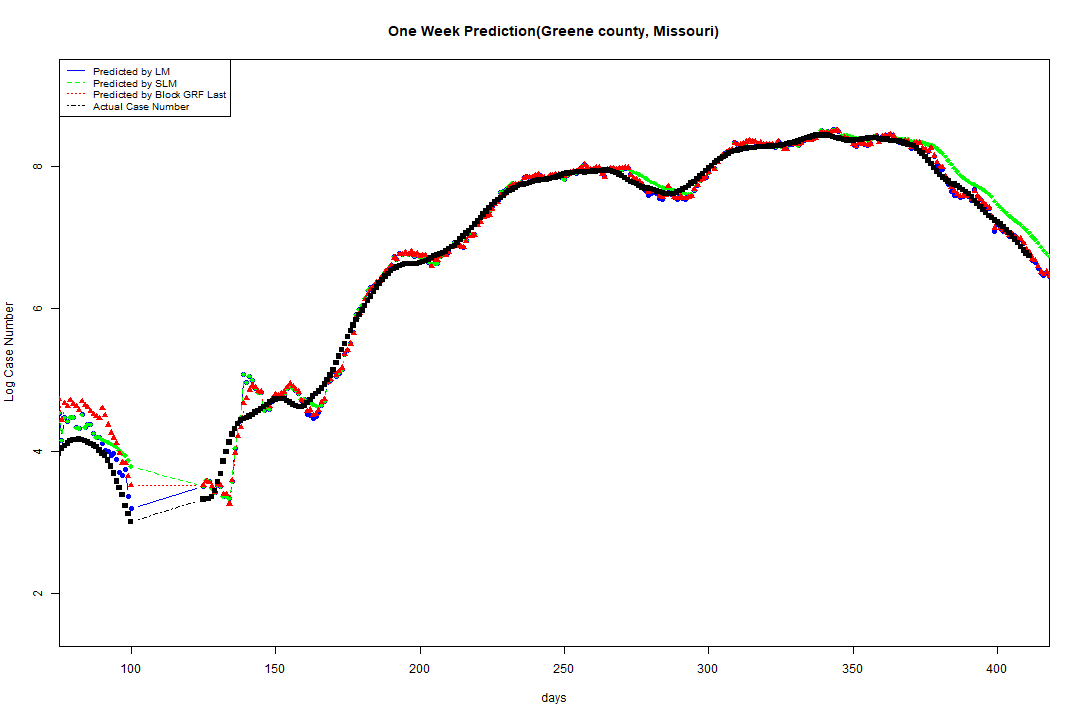 One Week Prediction(Greene county, Missouri)
Predicted by LM
Predicted by SLM
Predicted by Block GRF Last
Actual Case Number
8
6
4
2
Log Case Number
100 150 200 250 300 350 400
days